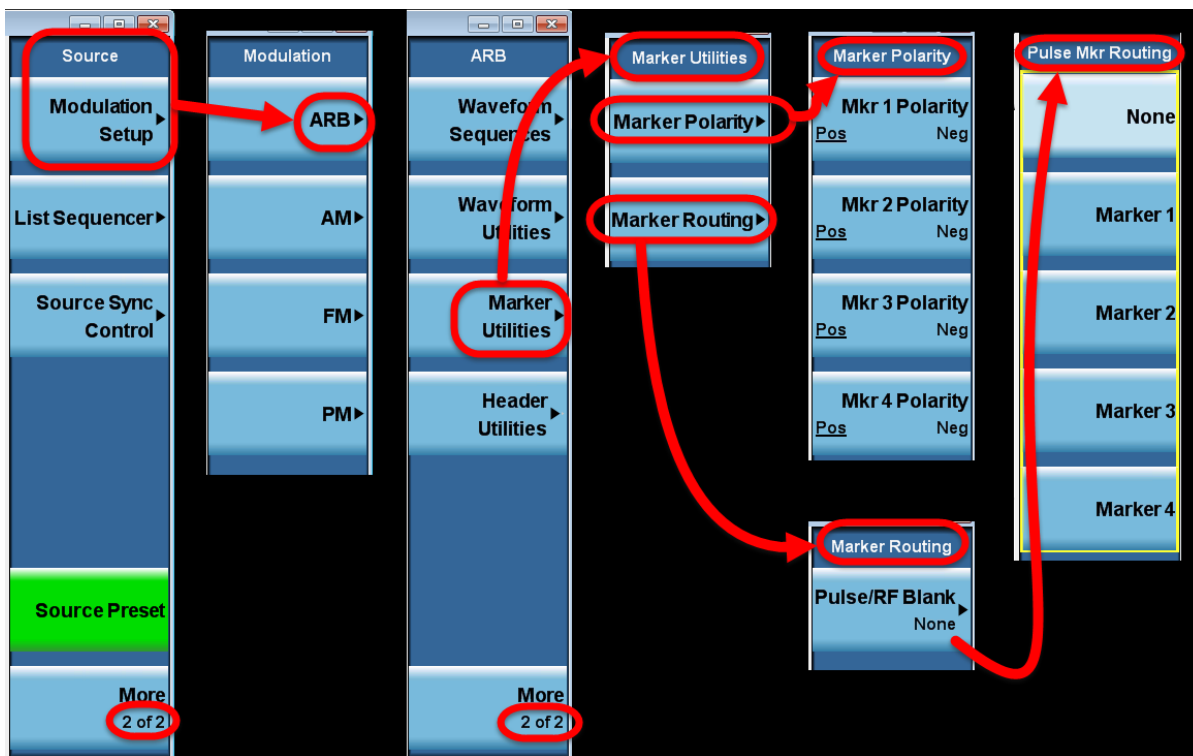 Source
Modulation
Setup
List Sequencer
Source Sync
Control
Source Preset
More
2 of 2
Modulation
ARB
AM
FM
PM
ARB
Waveform
Sequences
Waveform
Utilities
Marker
Utilities
Header
Utilities
More
2 of 2
Marker Utilities
Marker Polarity
Marker Routing
Marker Polarity
Mkr 1 Polarity
Pos Neg
Mkr 2 Polarity
Pos Neg
Mkr 3 Polarity
Pos Neg
Mkr 4 Polarity
Pos Neg
Marker Routing
Pulse/RF Blank
None
Pulse Mkr Routing
None
Marker 1
Marker 2
Marker 3
Marker 4